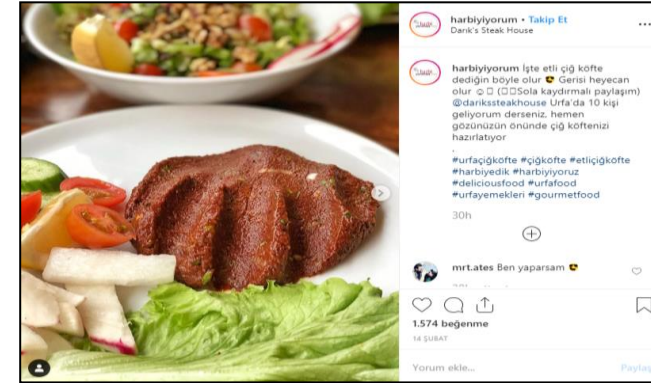 harbiyiyorum • Takip Et
Darık's Steak House
harbiyiyorum İşte etli çiğ köfte
dediğin böyle olur 😍 Gerisi heyecan
olur ☺️ (Sola kaydırmalı paylaşım)
@darikssteakhouse Urfa'da 10 kişi
geliyorum derseniz, hemen
gözünüzün önünde çiğ köftenizi
hazırlatıyor
.
#urfaçiğköfte #çiğköfte #etliçiğköfte
#harbiyedik #harbiyiyoruz
#deliciousfood #urfafood
#urfayemekleri #gourmetfood
30h
mrt.ates Ben yaparsam 😍
1.574 beğenme
14 ŞUBAT
Yorum ekle...
Paylaş